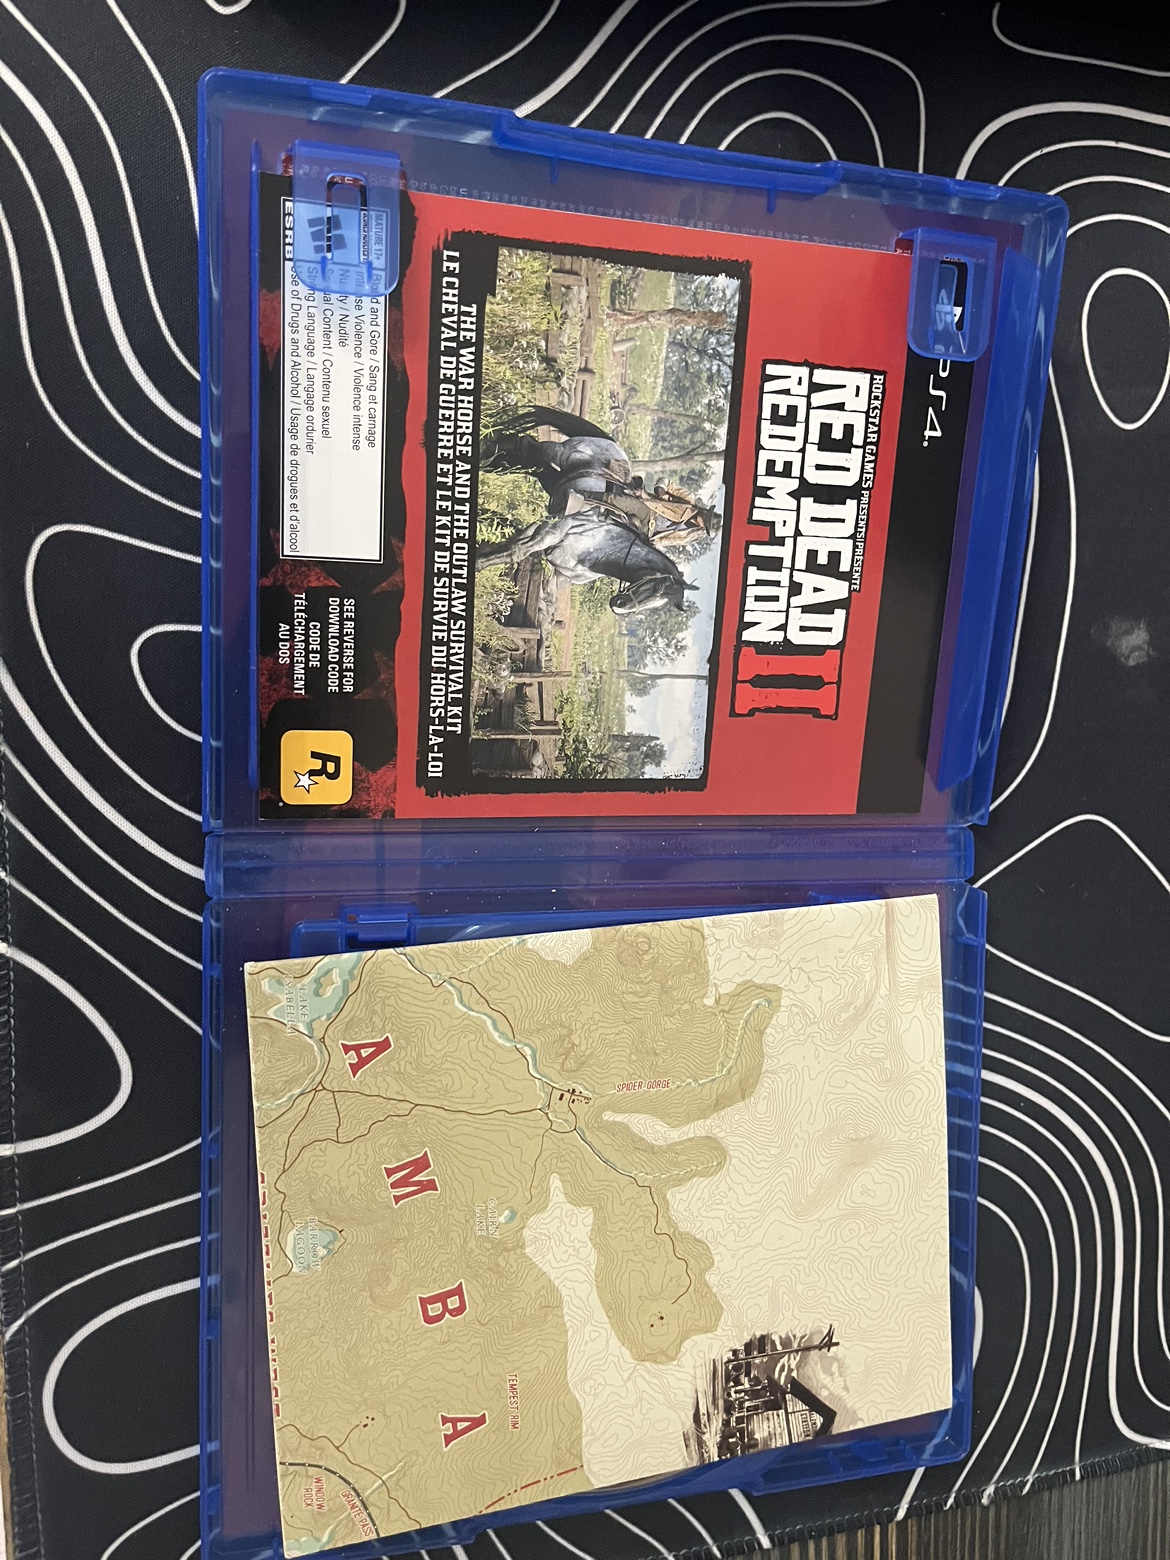 PS4.
ROCKSTAR GAMES PRESENTS/PRÉSENTE
RED DEAD
REDEMPTION
II
THE WAR HORSE AND THE OUTLAW SURVIVAL KIT
LE CHEVAL DE GUERRE ET LE KIT DE SURVIE DU HORS-LA-LOI
MATURE 17+
M
ESRB
and Gore / Sang et carnage
Violence / Violence intense
/ Nudité
Content / Contenu sexuel
Language / Langage ordurier
Use of Drugs and Alcohol / Usage de drogues et d'alcool
SEE REVERSE FOR
DOWNLOAD CODE
CODE DE
TÉLÉCHARGEMENT
AU DOS
R
SPIDER GORGE
LAKE
ISABELLA
A
M
B
A
CAIRN
LAKE
BARROW
LAGOON
TEMPEST RIM
WINDOW
ROCK
GRANITE PASS